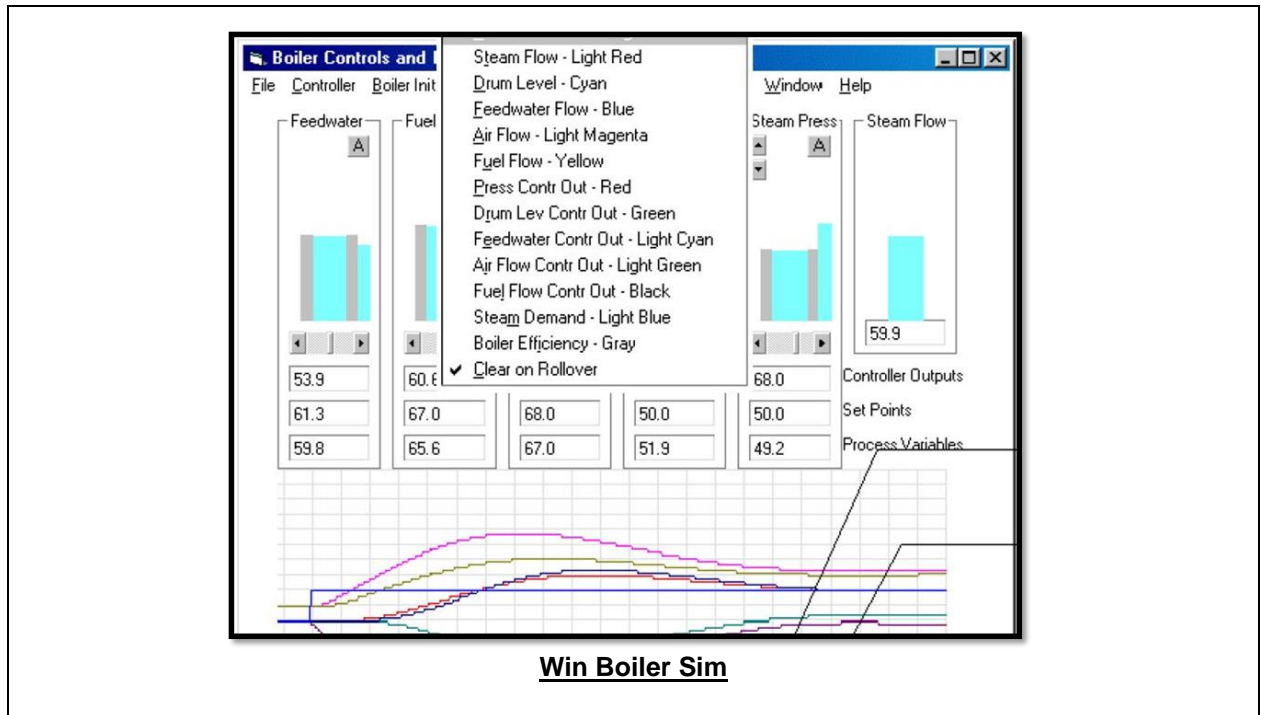 Boiler Controls and
File Controller Boiler Init Window Help
Steam Flow - Light Red
Drum Level - Cyan
Feedwater Flow - Blue
Air Flow - Light Magenta
Fuel Flow - Yellow
Press Contr Out - Red
Drum Lev Contr Out - Green
Feedwater Contr Out - Light Cyan
Air Flow Contr Out - Light Green
Fuel Flow Contr Out - Black
Steam Demand - Light Blue
Boiler Efficiency - Gray
Clear on Rollover
Feedwater Fuel Steam Press Steam Flow
A A
59.9
53.9 60.6 68.0 Controller Outputs
61.3 67.0 68.0 50.0 50.0 Set Points
59.8 65.6 67.0 51.9 49.2 Process Variables
Win Boiler Sim